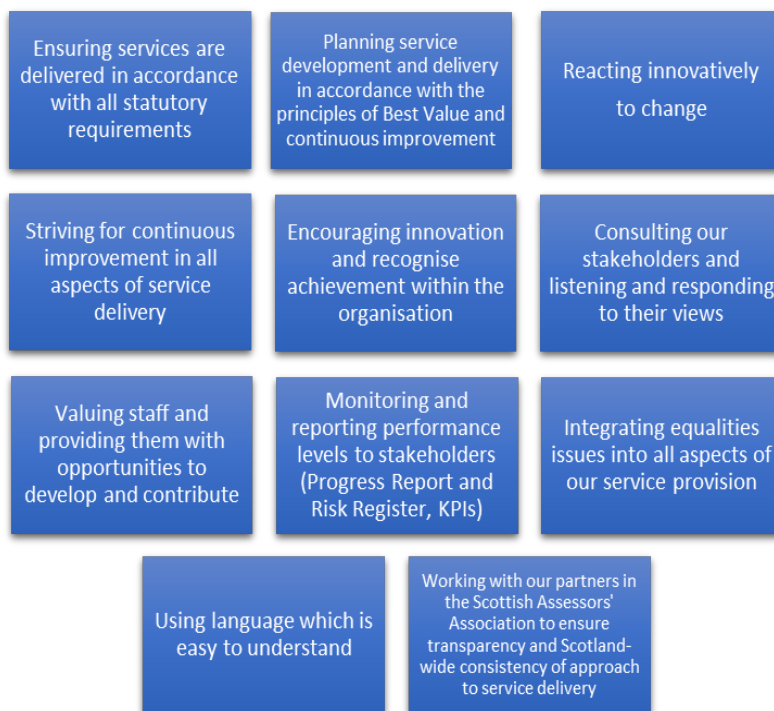 Ensuring services are
delivered in accordance
with all statutory
requirements
Planning service
development and delivery
in accordance with the
principles of Best Value and
continuous improvement
Reacting innovatively
to change
Striving for continuous
improvement in all
aspects of service
delivery
Encouraging innovation
and recognise
achievement within the
organisation
Consulting our
stakeholders and
listening and responding
to their views
Valuing staff and
providing them with
opportunities to
develop and contribute
Monitoring and
reporting performance
levels to stakeholders
(Progress Report and
Risk Register, KPIs)
Integrating equalities
issues into all aspects of
our service provision
Using language which is
easy to understand
Working with our partners in
the Scottish Assessors'
Association to ensure
transparency and Scotland-
wide consistency of approach
to service delivery